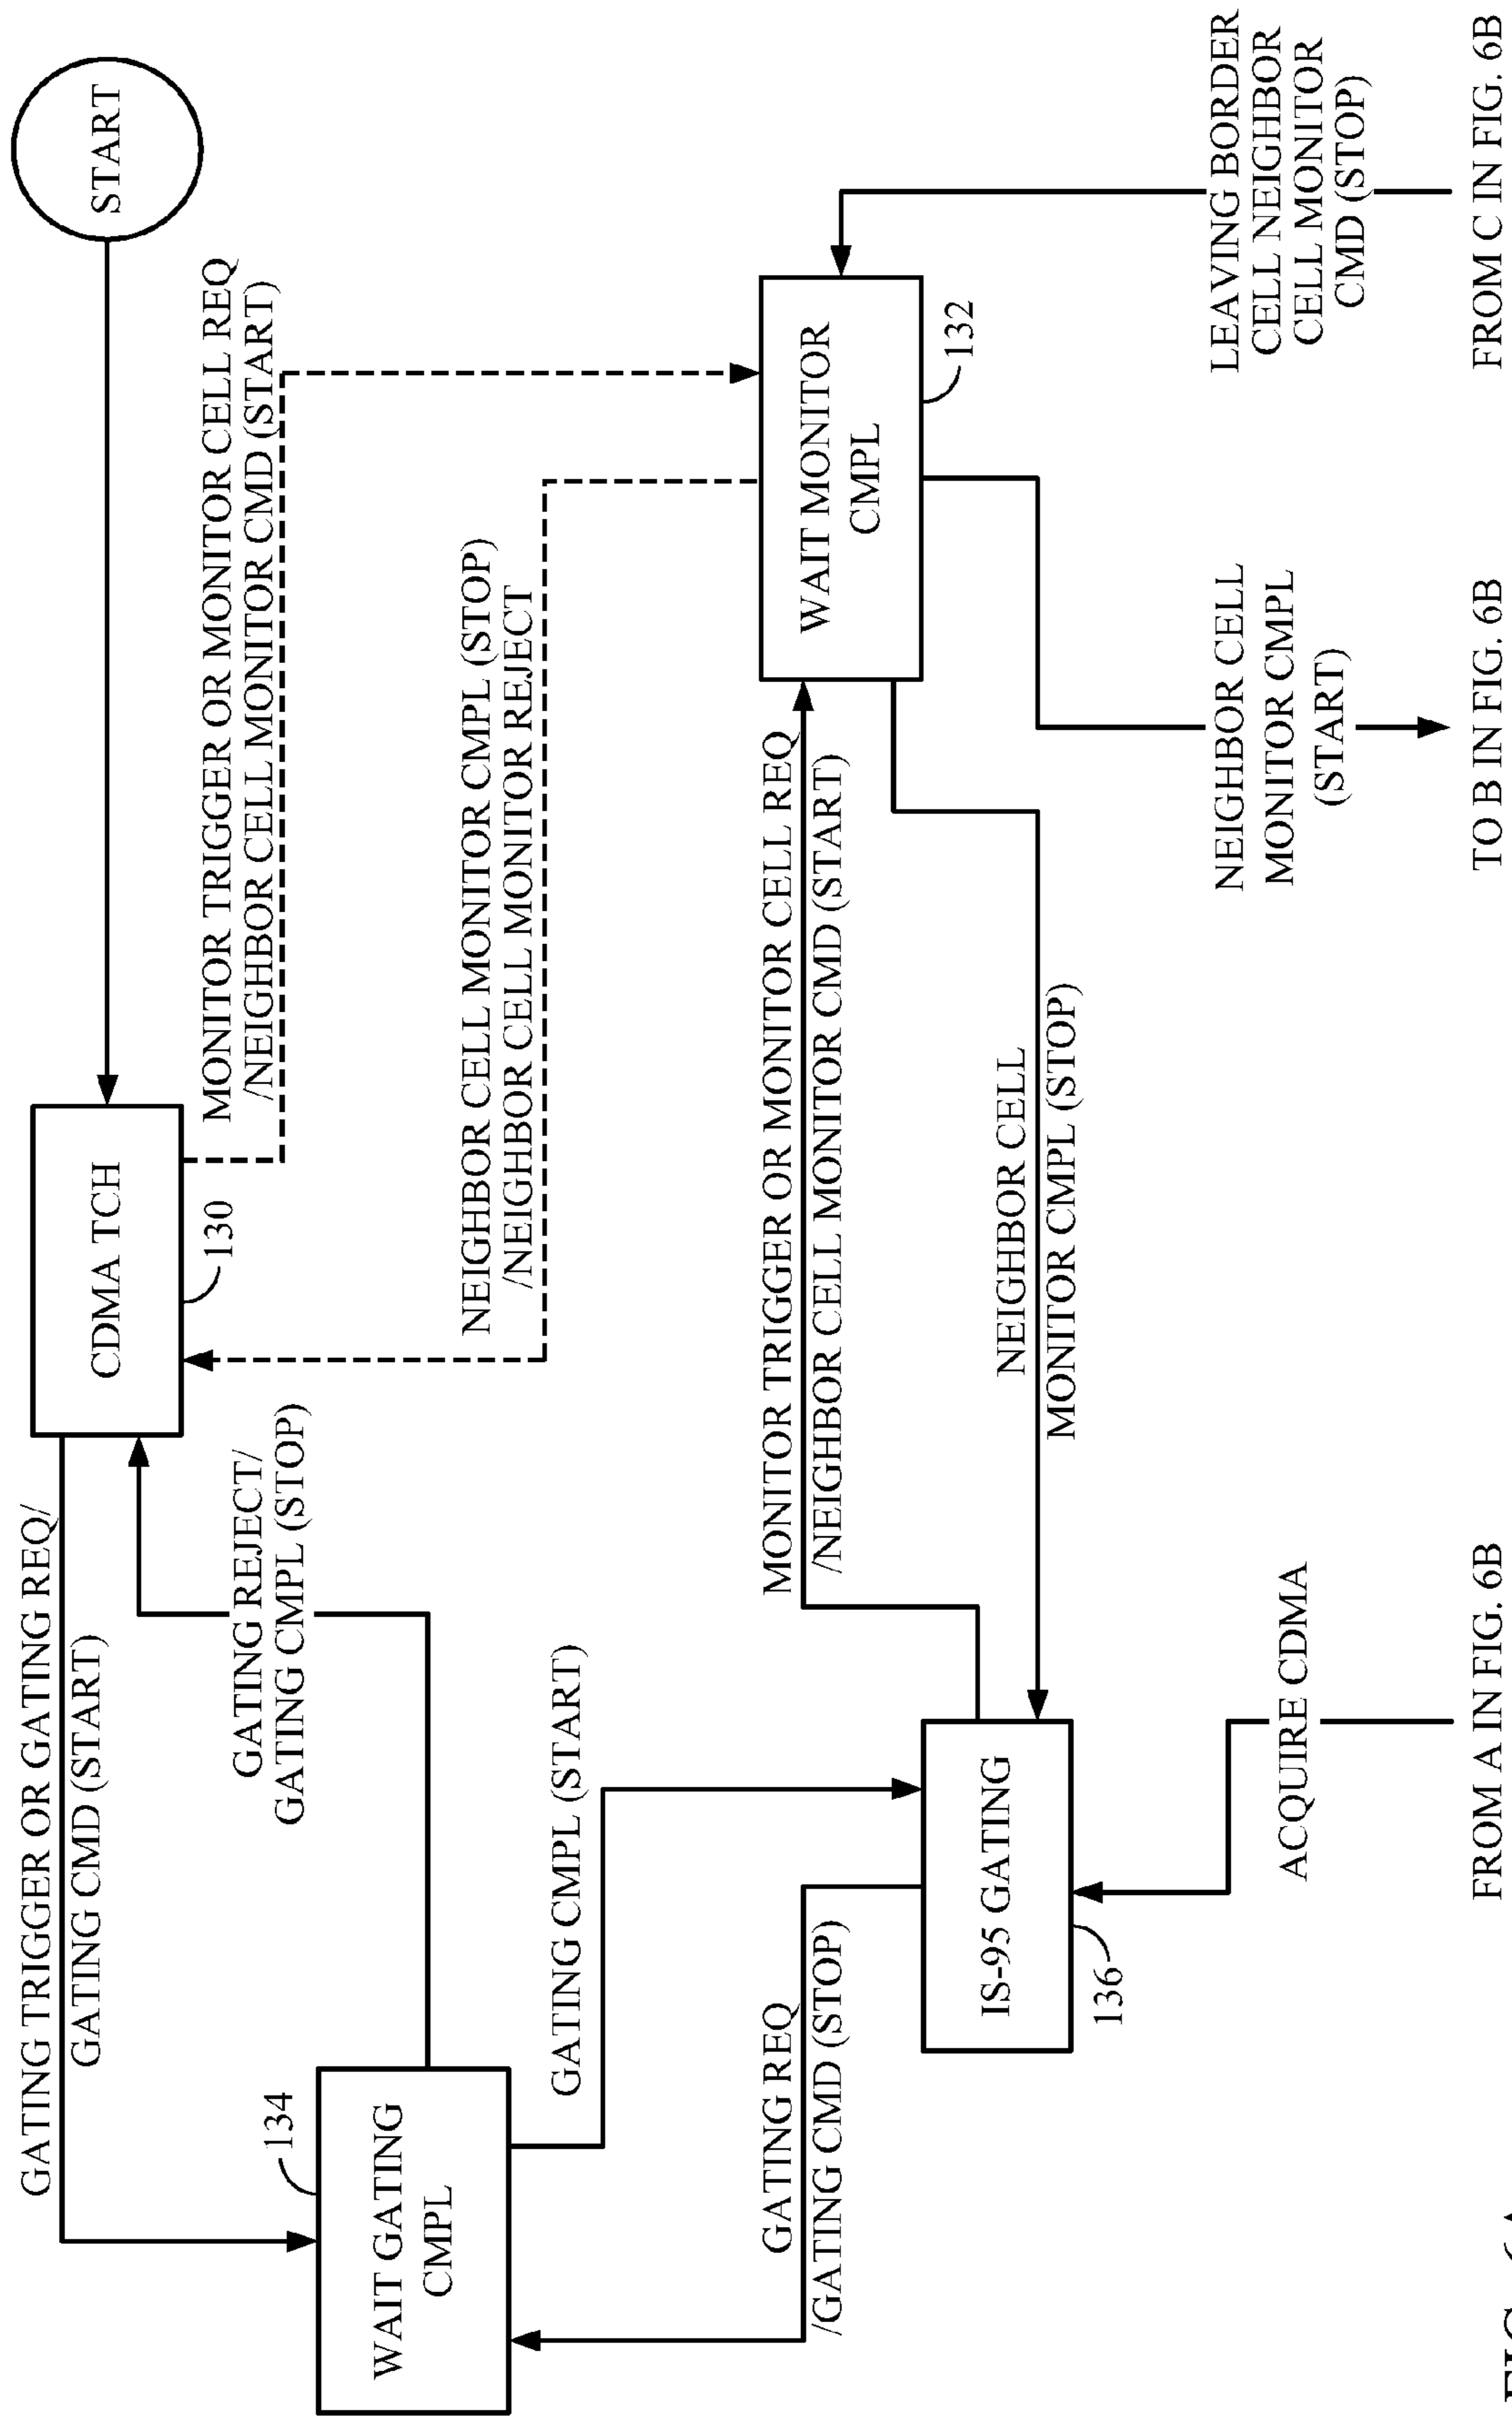 START
GATING TRIGGER OR GATING REQ/
GATING CMD (START)
CDMA TCH
130
MONITOR TRIGGER OR MONITOR CELL REQ
/NEIGHBOR CELL MONITOR CMD (START)
GATING REJECT/
GATING CMPL (STOP)
134
WAIT GATING
CMPL
NEIGHBOR CELL MONITOR CMPL (STOP)
/NEIGHBOR CELL MONITOR REJECT
GATING CMPL (START)
GATING REQ
/GATING CMD (STOP)
MONITOR TRIGGER OR MONITOR CELL REQ
/NEIGHBOR CELL MONITOR CMD (START)
WAIT MONITOR
CMPL
132
IS-95 GATING
136
NEIGHBOR CELL
MONITOR CMPL (STOP)
ACQUIRE CDMA
NEIGHBOR CELL
MONITOR CMPL
(START)
LEAVING BORDER
CELL NEIGHBOR
CELL MONITOR
CMD (STOP)
FROM A IN FIG. 6B
TO B IN FIG. 6B
FROM C IN FIG. 6B